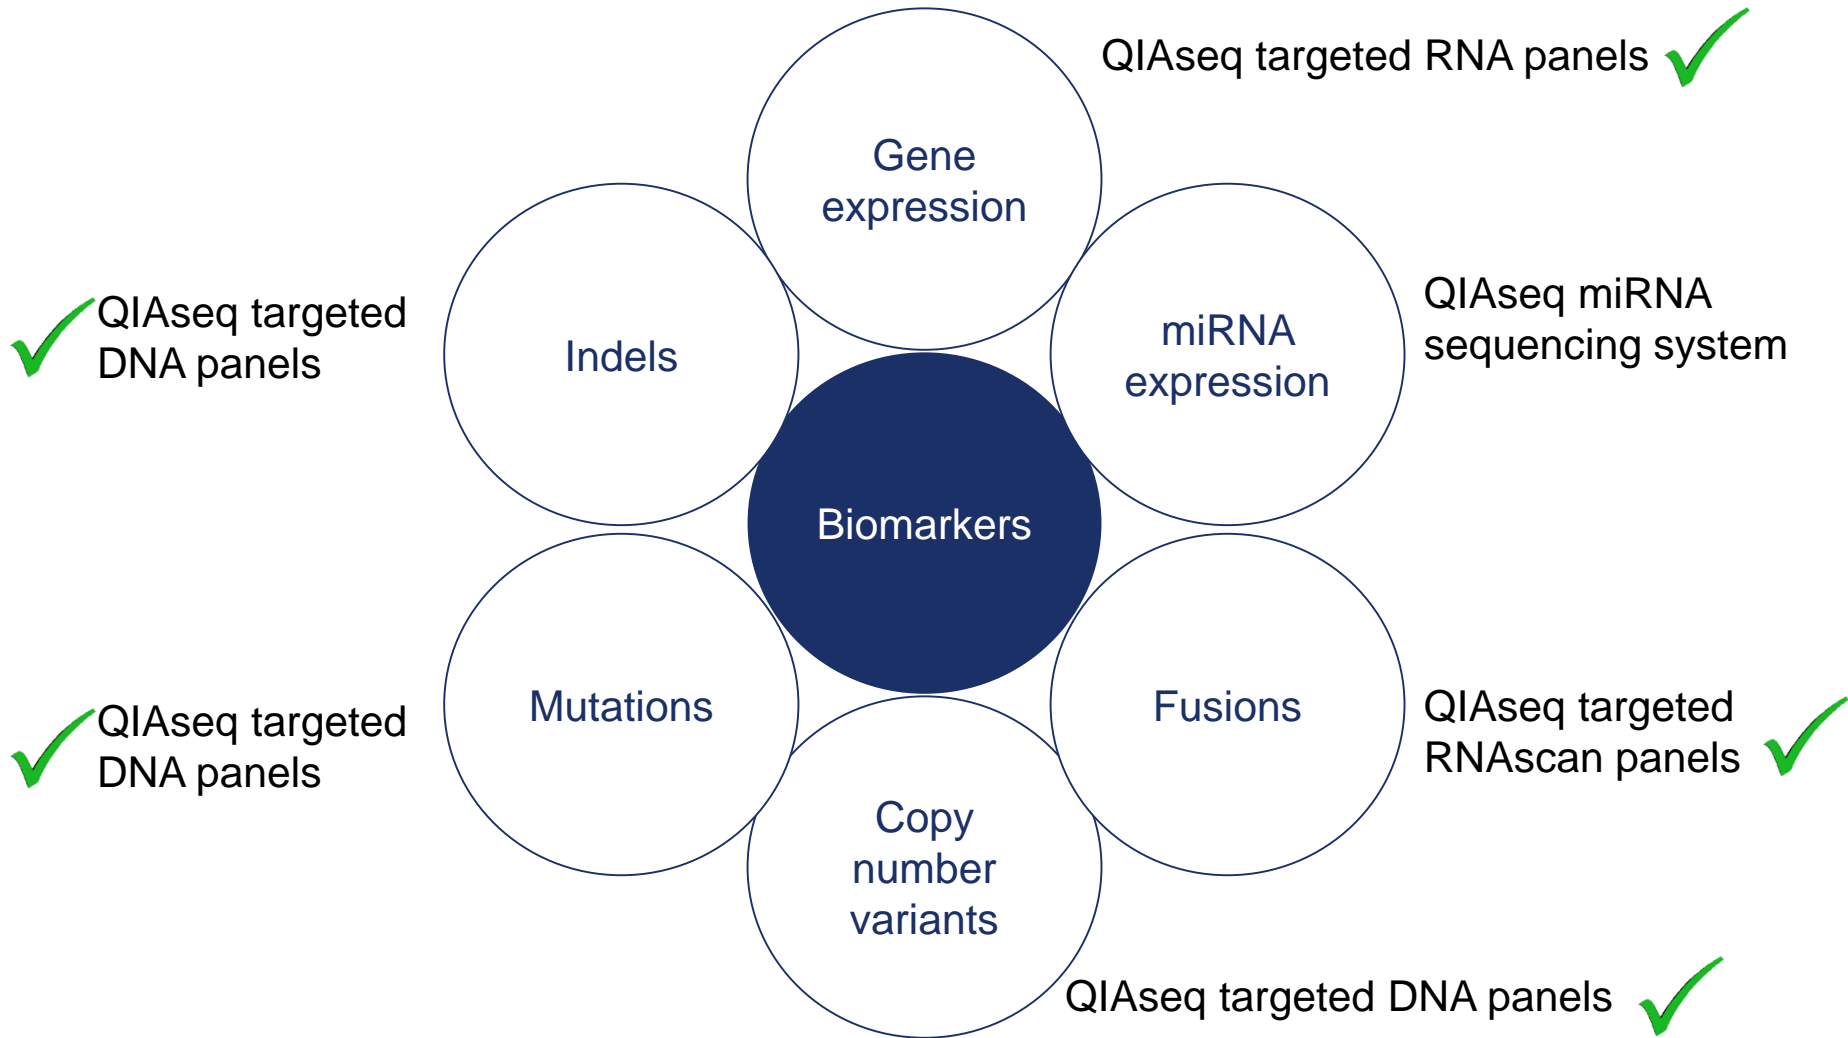 QIAseq targeted RNA panels
Gene
expression
QIAseq targeted
DNA panels
Indels
miRNA
expression
QIAseq miRNA
sequencing system
Biomarkers
QIAseq targeted
DNA panels
Mutations
Fusions
QIAseq targeted
RNAscan panels
Copy
number
variants
QIAseq targeted DNA panels